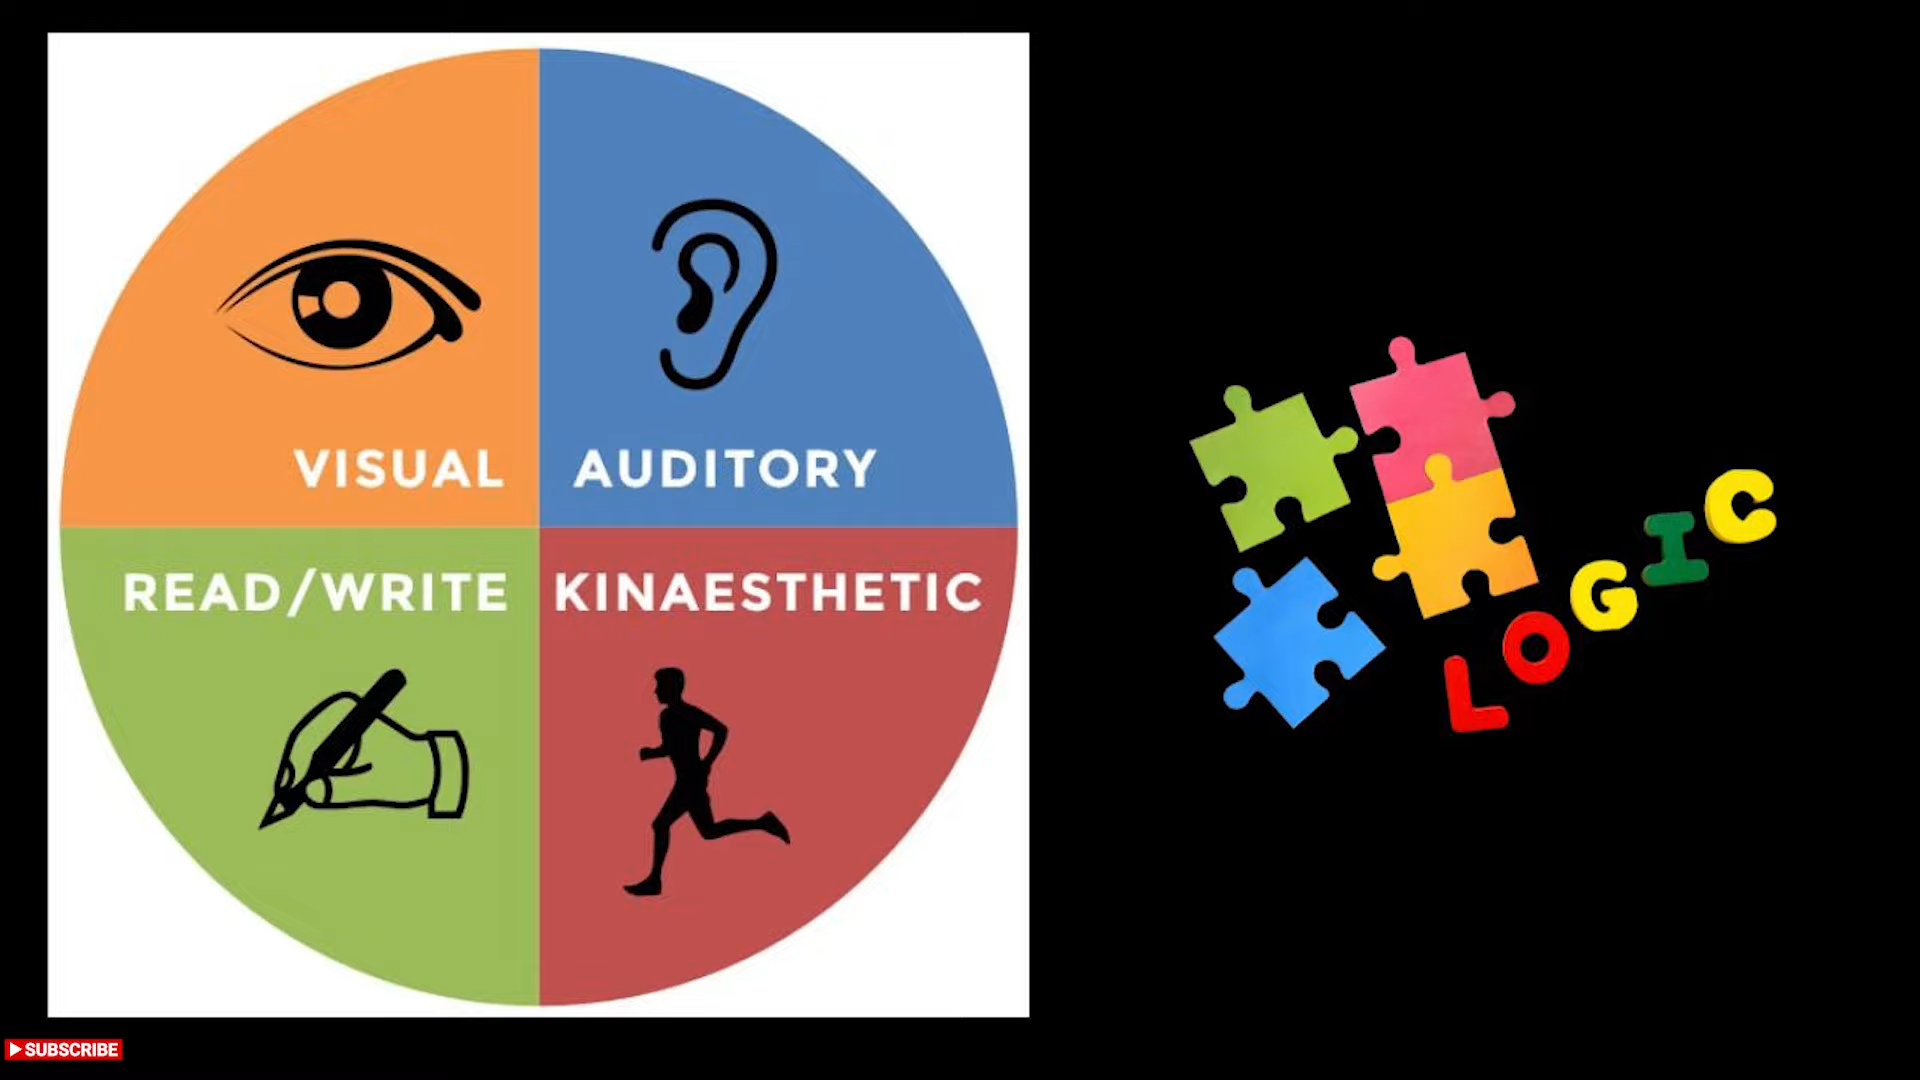 VISUAL
AUDITORY
READ/WRITE
KINAESTHETIC
LOGIC
SUBSCRIBE